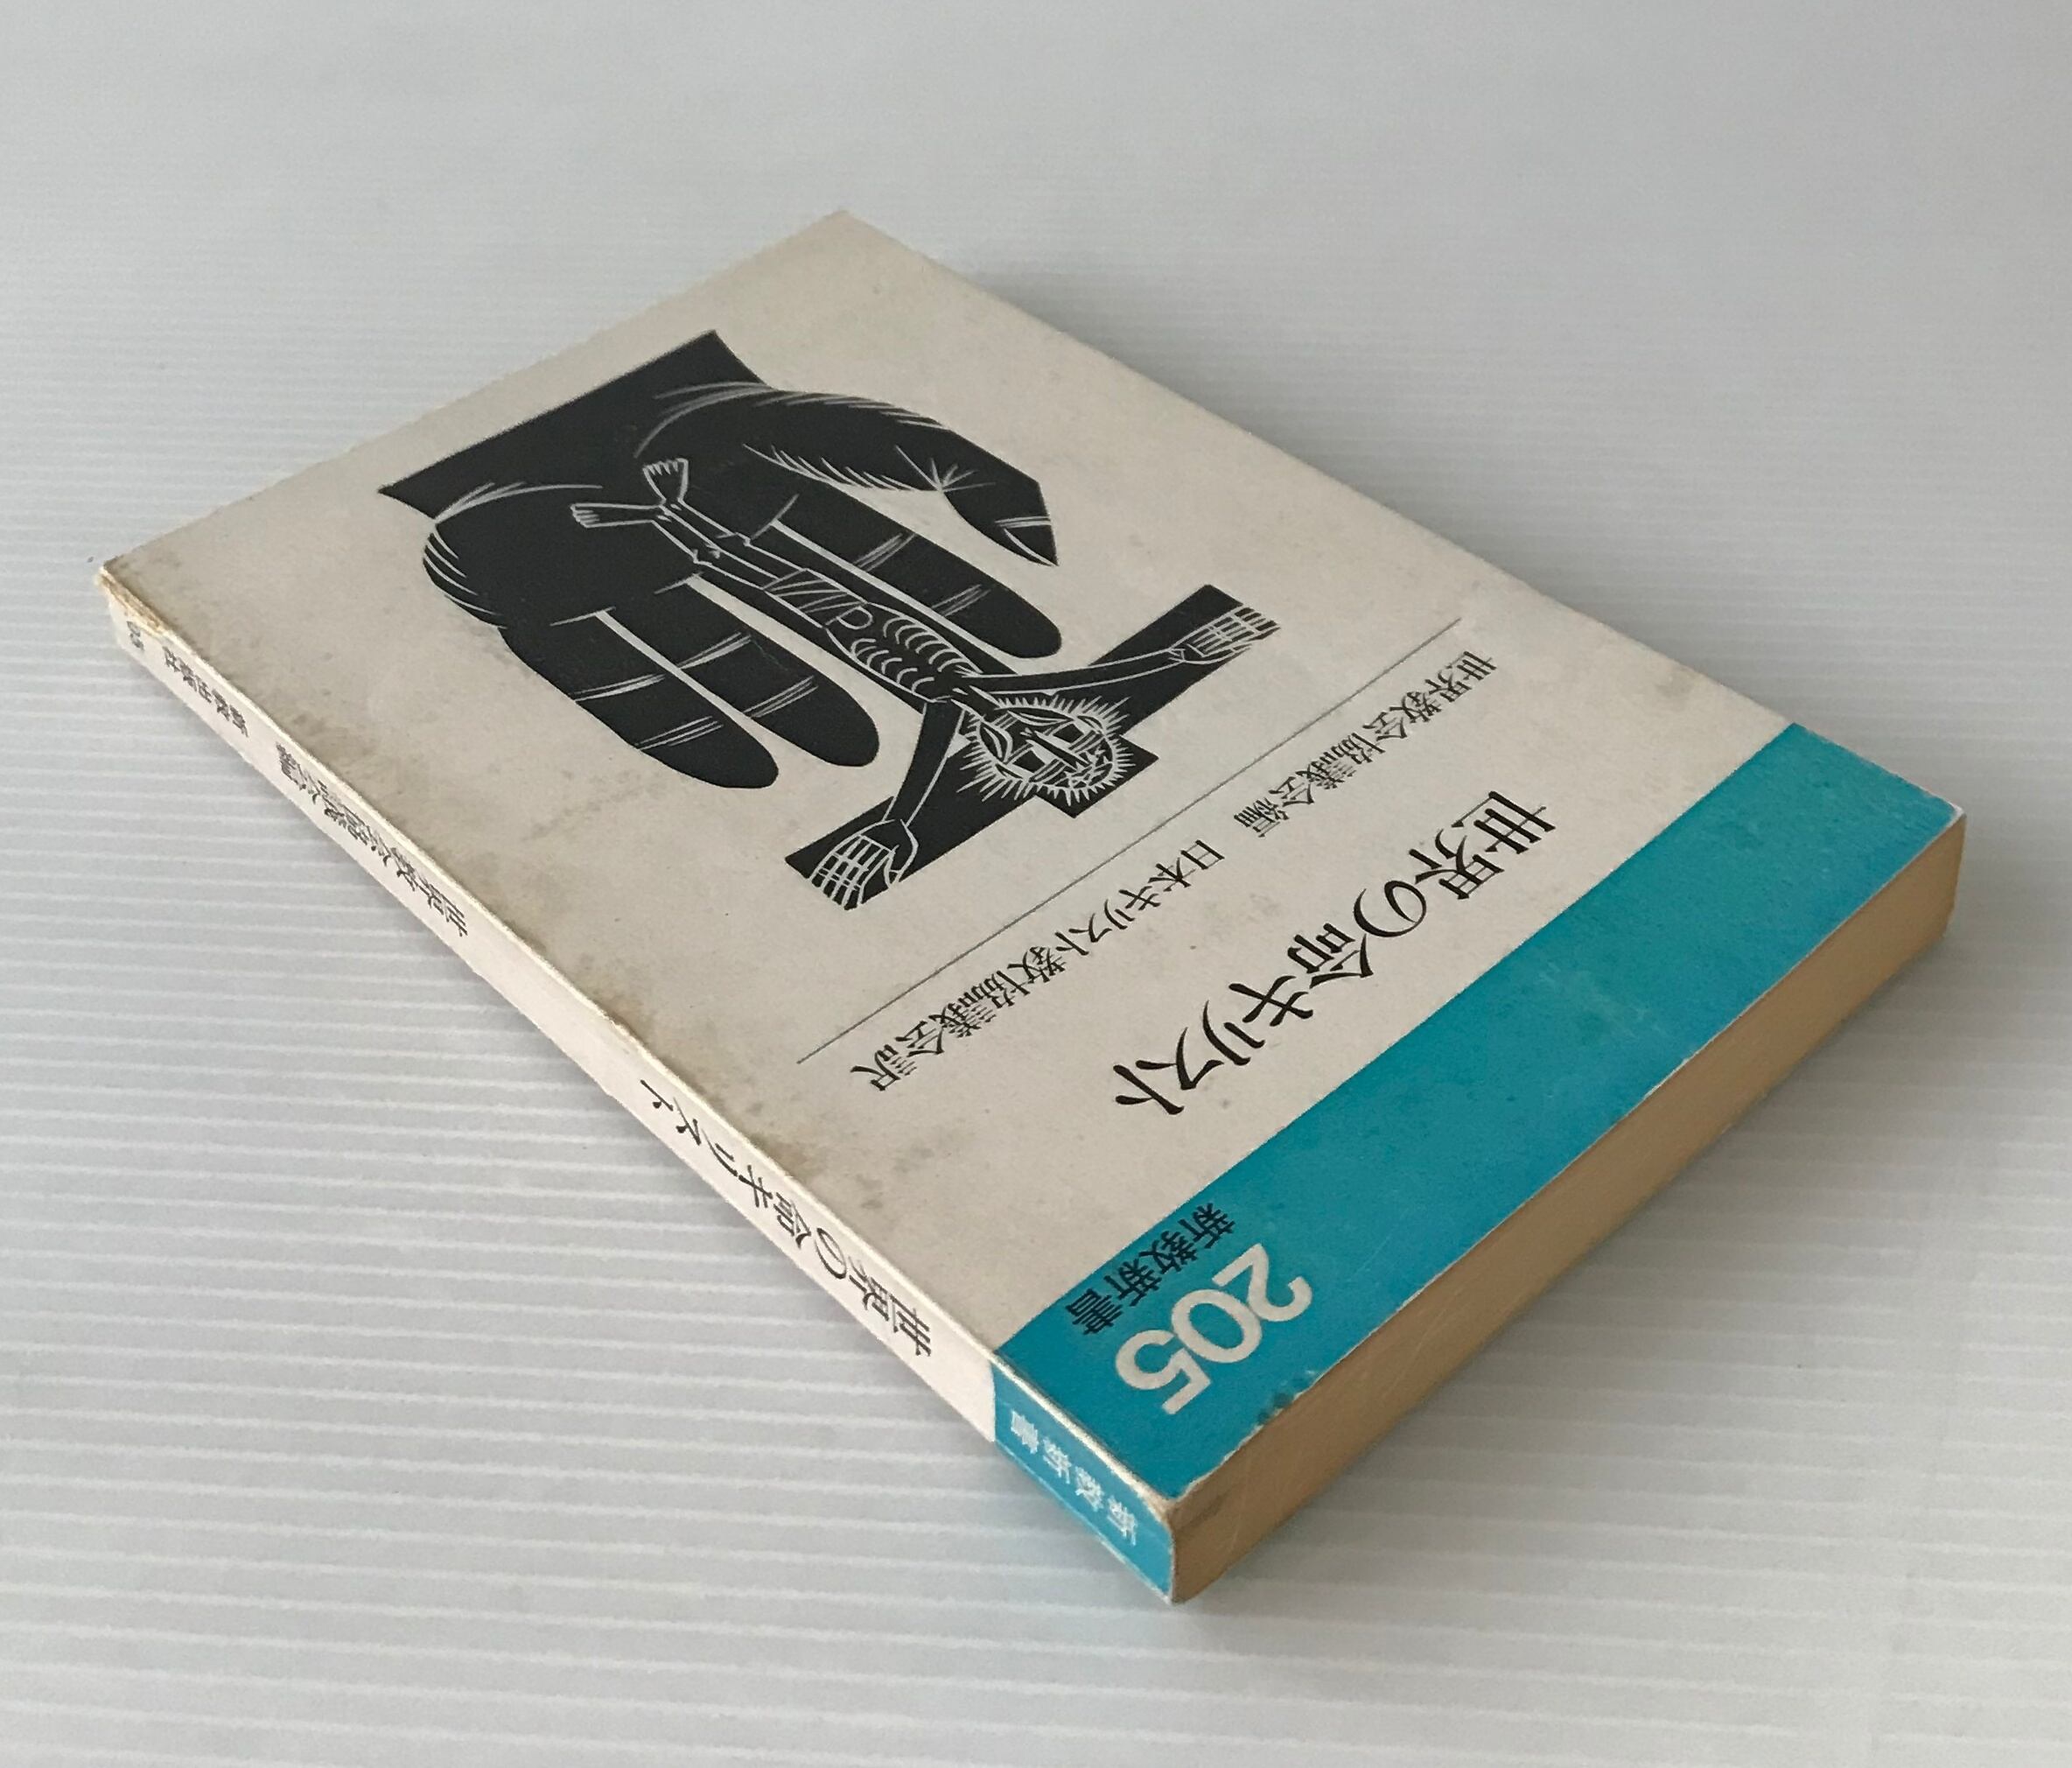 新教新書
205
世界の命キリスト
世界教会協議会編 日本キリスト教協議会訳
新教新書
世界の命キリスト
世界教会協議会編
新教出版社